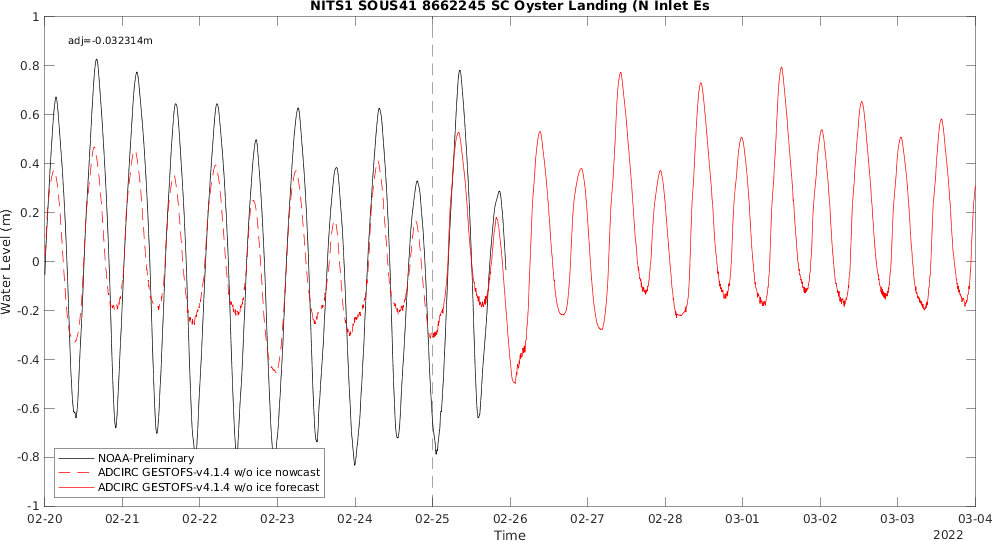 NITS1 SOUS41 8662245 SC Oyster Landing (N Inlet Es
adj=-0.032314m
1
0.8
0.6
0.4
0.2
0
-0.2
-0.4
-0.6
-0.8
-1
Water Level (m)
NOAA-Preliminary
ADCIRC GESTOFS-v4.1.4 w/o ice nowcast
ADCIRC GESTOFS-v4.1.4 w/o ice forecast
02-20 02-21 02-22 02-23 02-24 02-25 02-26 02-27 02-28 03-01 03-02 03-03 03-04
Time
2022